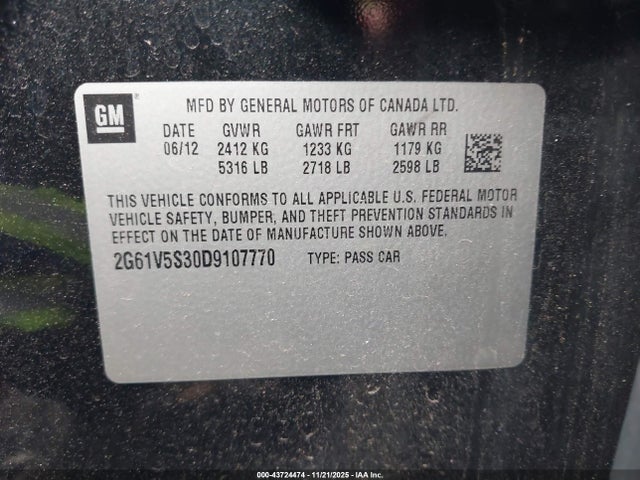 GM ®
MFD BY GENERAL MOTORS OF CANADA LTD.
DATE GVWR GAWR FRT GAWR RR
06/12 2412 KG 1233 KG 1179 KG
5316 LB 2718 LB 2598 LB
THIS VEHICLE CONFORMS TO ALL APPLICABLE U.S. FEDERAL MOTOR
VEHICLE SAFETY, BUMPER, AND THEFT PREVENTION STANDARDS IN
EFFECT ON THE DATE OF MANUFACTURE SHOWN ABOVE.
2G61V5S30D9107770 TYPE: PASS CAR
000-43724474 - 11/21/2025 - IAA Inc.